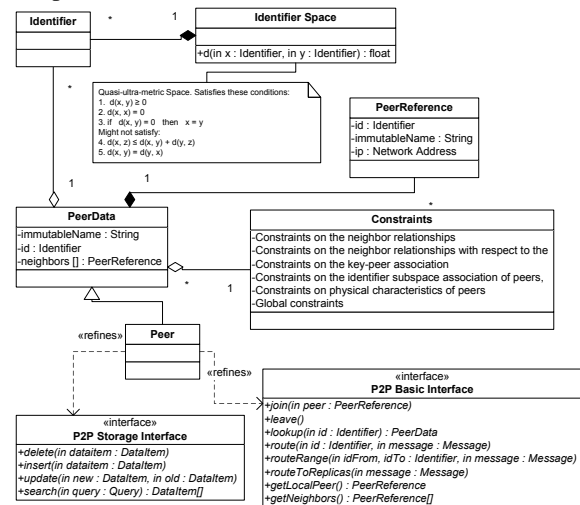 Identifier
*
1
Identifier Space
+d(in x : Identifier, in y : Identifier) : float
Quasi-ultra-metric Space. Satisfies these conditions:
1. d(x, y) ≥ 0
2. d(x, x) = 0
3. if d(x, y) = 0 then x = y
Might not satisfy:
4. d(x, z) ≤ d(x, y) + d(y, z)
5. d(x, y) = d(y, x)
PeerReference
-id : Identifier
-immutableName : String
-ip : Network Address
*
1
1
*
PeerData
-immutableName : String
-id : Identifier
-neighbors [] : PeerReference
*
1
Constraints
-Constraints on the neighbor relationships
-Constraints on the neighbor relationships with respect to the
-Constraints on the key-peer association
-Constraints on the identifier subspace association of peers,
-Constraints on physical characteristics of peers
-Global constraints
Peer
«refines»
«refines»
«interface»
P2P Storage Interface
+delete(in dataitem : DataItem)
+insert(in dataitem : DataItem)
+update(in new : DataItem, in old : DataItem)
+search(in query : Query) : DataItem[]
«interface»
P2P Basic Interface
+join(in peer : PeerReference)
+leave()
+lookup(in id : Identifier) : PeerData
+route(in id : Identifier, in message : Message)
+routeRange(in idFrom, idTo : Identifier, in message : Message)
+routeToReplicas(in message : Message)
+getLocalPeer() : PeerReference
+getNeighbors() : PeerReference[]